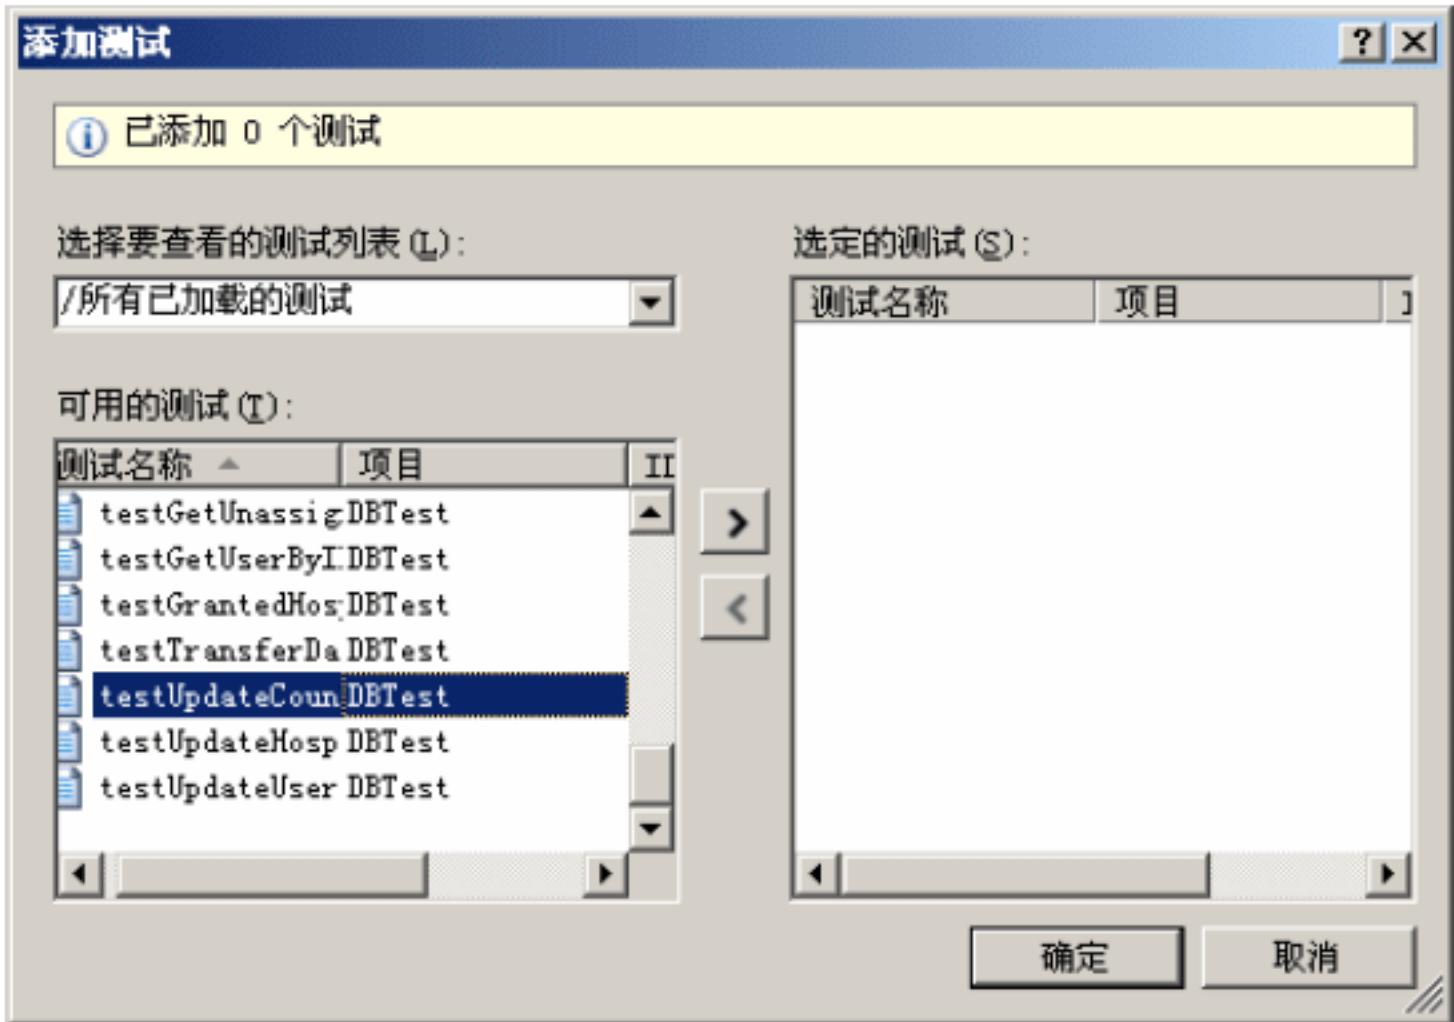 添加测试
已添加 0 个测试
选择要查看的测试列表(L):
/所有已加载的测试
可用的测试(T):
测试名称 项目 II
testGetUnassig DBTest
testGetUserByI DBTest
testGrantedHos DBTest
testTransferDa DBTest
testUpdateCoun DBTest
testUpdateHosp DBTest
testUpdateUser DBTest
选定的测试(S):
测试名称 项目
确定 取消